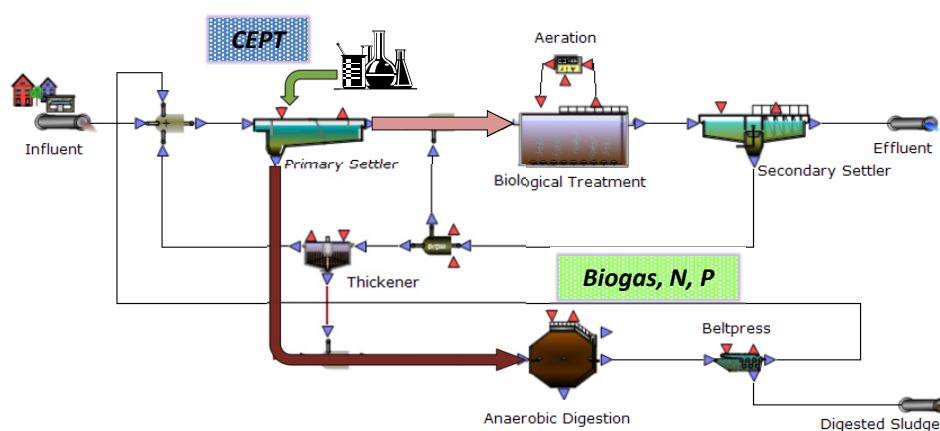 CEPT
Aeration
Influent
Primary Settler
Biological Treatment
Secondary Settler
Effluent
Thickener
Biogas, N, P
Beltpress
Anaerobic Digestion
Digested Sludge